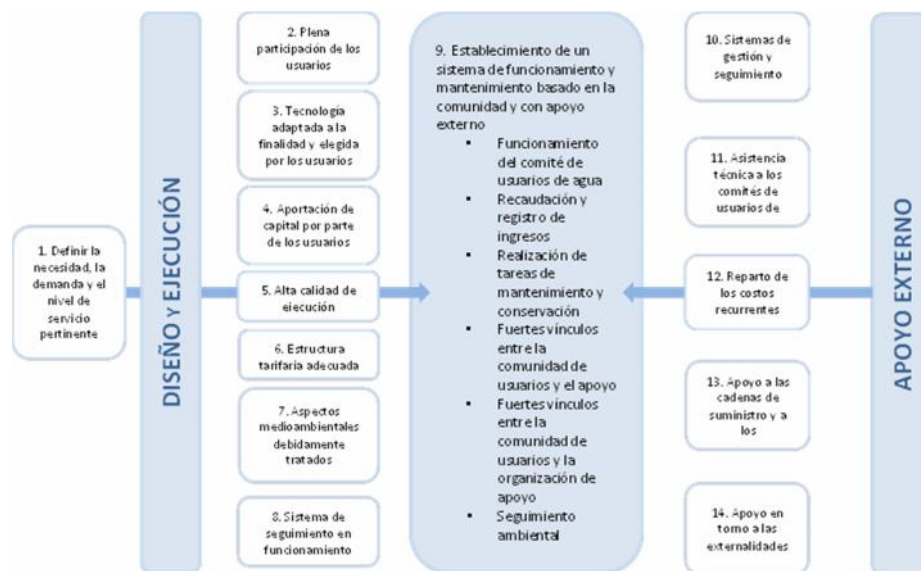 1. Definir la
necesidad, la
demanda y el
nivel de
servicio
pertinente
DISEÑO Y EJECUCIÓN
2. Plena
participación de los
usuarios
3. Tecnología
adaptada a la
finalidad y elegida
por los usuarios
4. Aportación de
capital por parte
de los usuarios
5. Alta calidad de
ejecución
6. Estructura
tarifaria adecuada
7. Aspectos
medioambientales
debidamente
tratados
8. Sistema de
seguimiento en
funcionamiento
9. Establecimiento de un
sistema de funcionamiento y
mantenimiento basado en la
comunidad y con apoyo
externo
▪ Funcionamiento
del comité de
usuarios de agua
▪ Recaudación y
registro de
ingresos
▪ Realización de
tareas de
mantenimiento y
conservación
▪ Fuertes vínculos
entre la
comunidad de
usuarios y el apoyo
▪ Fuertes vínculos
entre la
comunidad de
usuarios y la
organización de
apoyo
▪ Seguimiento
ambiental
10. Sistemas de
gestión y
seguimiento
11. Asistencia
técnica a los
comités de
usuarios de
12. Reparto de
los costos
recurrentes
13. Apoyo a las
cadenas de
suministro y a
los
14. Apoyo en
torno a las
externalidades
APOYO EXTERNO